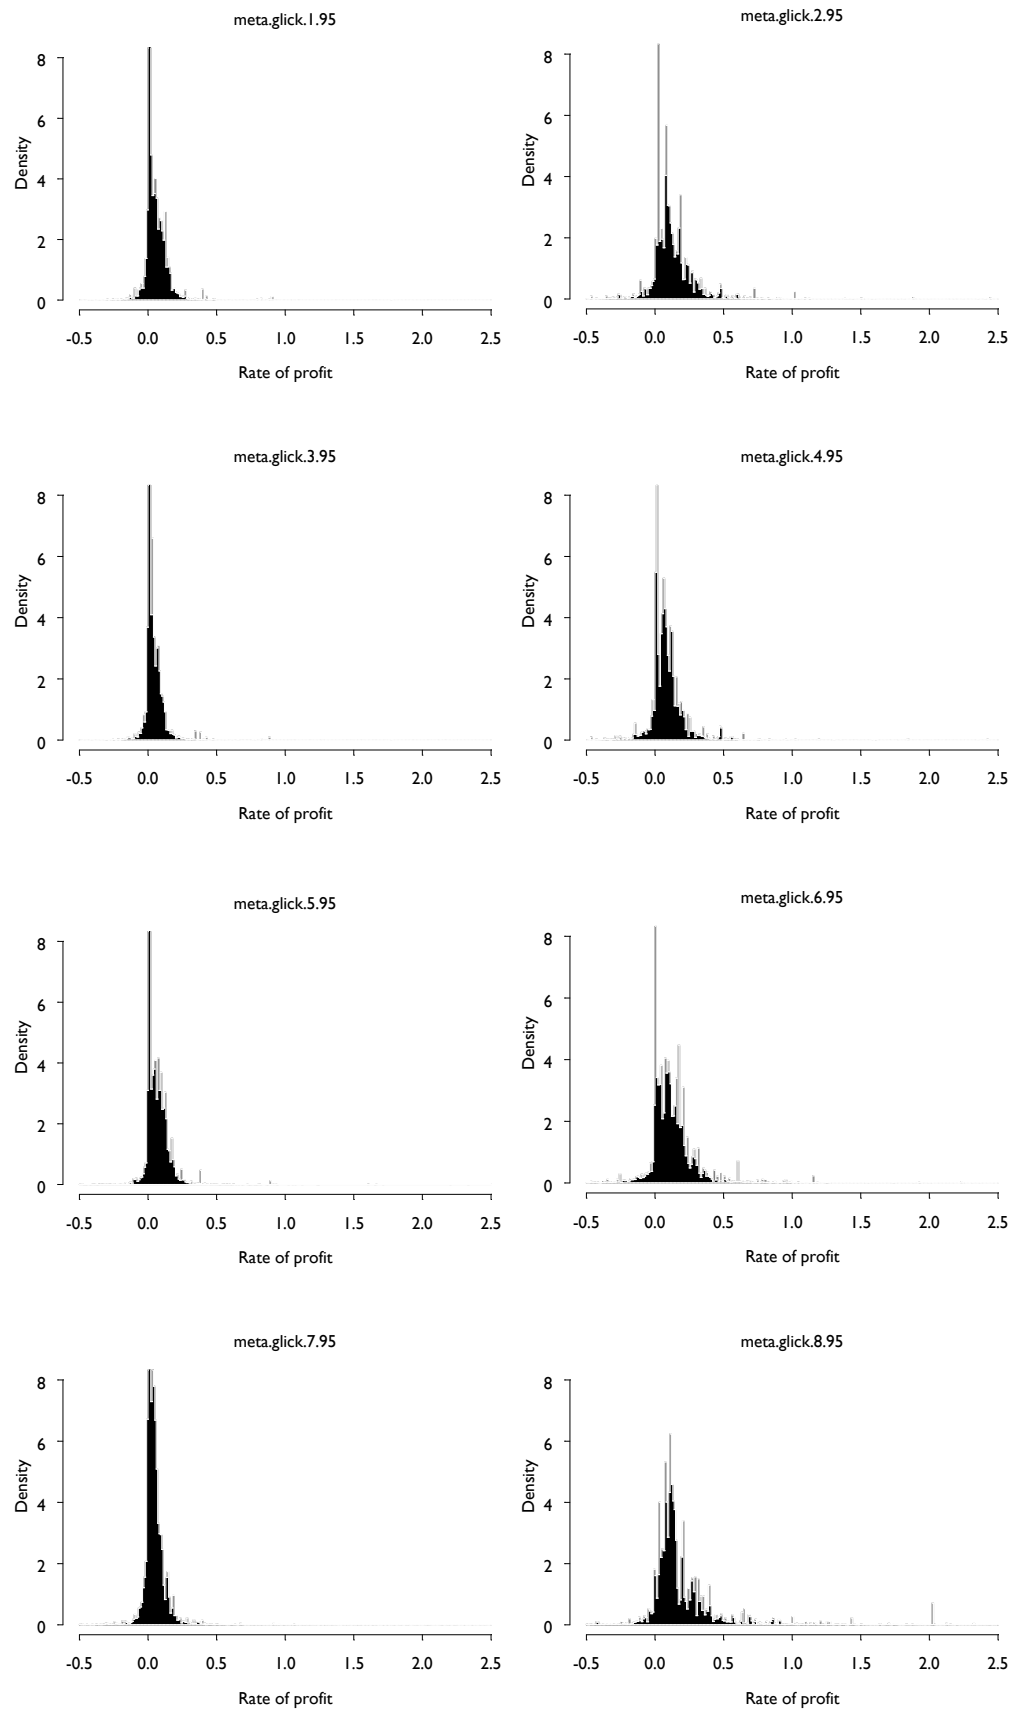 meta.glick.1.95
8
6
4
2
0
Density
-0.5 0.0 0.5 1.0 1.5 2.0 2.5
Rate of profit
meta.glick.2.95
8
6
4
2
0
Density
-0.5 0.0 0.5 1.0 1.5 2.0 2.5
Rate of profit
meta.glick.3.95
8
6
4
2
0
Density
-0.5 0.0 0.5 1.0 1.5 2.0 2.5
Rate of profit
meta.glick.4.95
8
6
4
2
0
Density
-0.5 0.0 0.5 1.0 1.5 2.0 2.5
Rate of profit
meta.glick.5.95
8
6
4
2
0
Density
-0.5 0.0 0.5 1.0 1.5 2.0 2.5
Rate of profit
meta.glick.6.95
8
6
4
2
0
Density
-0.5 0.0 0.5 1.0 1.5 2.0 2.5
Rate of profit
meta.glick.7.95
8
6
4
2
0
Density
-0.5 0.0 0.5 1.0 1.5 2.0 2.5
Rate of profit
meta.glick.8.95
8
6
4
2
0
Density
-0.5 0.0 0.5 1.0 1.5 2.0 2.5
Rate of profit